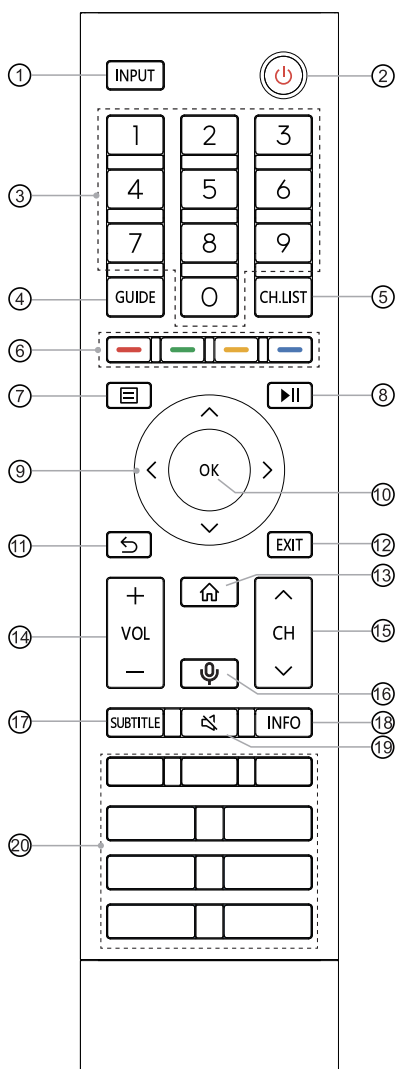 ① INPUT ②
1 2 3
③ 4 5 6
7 8 9
④ GUIDE 0 CH.LIST ⑤
⑥
⑦ ⑧
⑨ OK
⑩
⑪ EXIT ⑫
⑬
+
⑭ VOL CH ⑮
−
⑯
⑰ SUBTITLE INFO ⑱
⑲
⑳